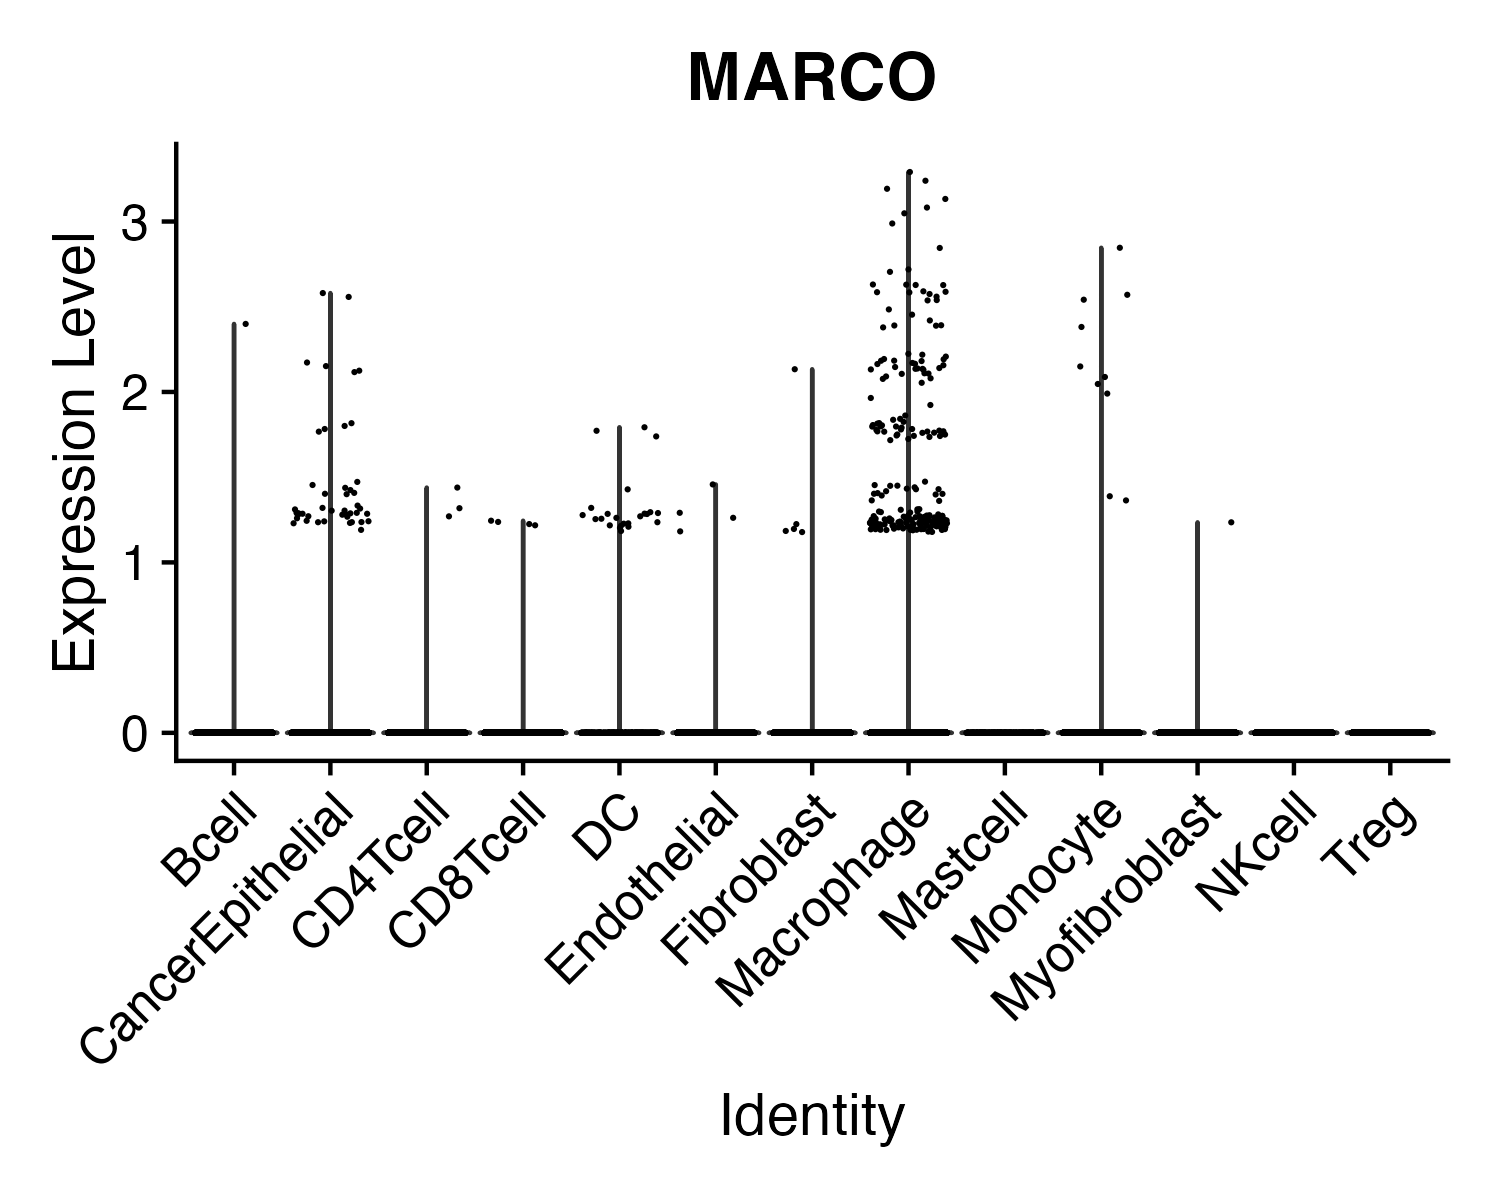 MARCO
Expression Level
3
2
1
0
Bcell
CancerEpithelial
CD4Tcell
CD8Tcell
DC
Endothelial
Fibroblast
Macrophage
Mastcell
Monocyte
Myofibroblast
NKcell
Treg
Identity